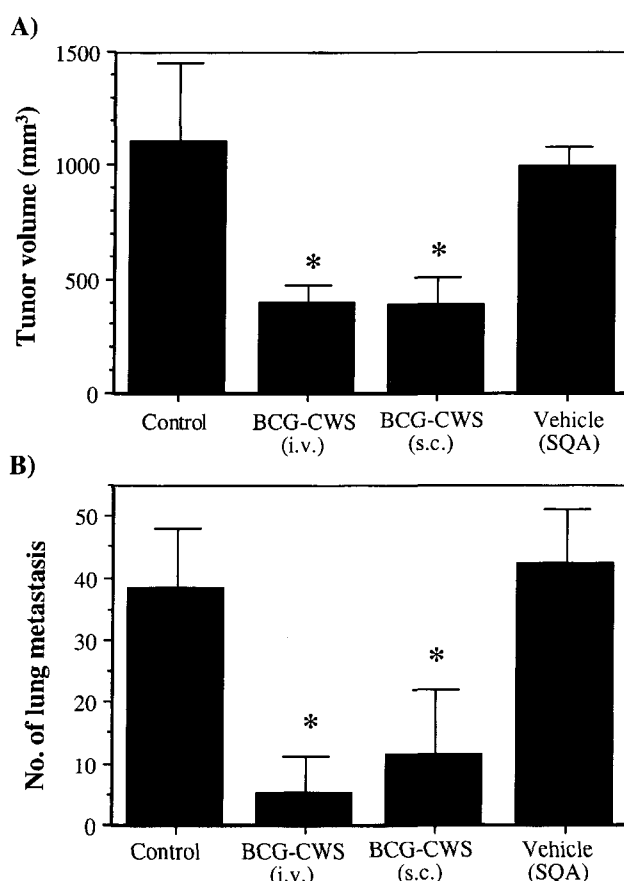 A)
Tunor volume (mm³)
1500
1000
500
0
*
*
Control
BCG-CWS
(i.v.)
BCG-CWS
(s.c.)
Vehicle
(SQA)
B)
No. of lung metastasis
50
40
30
20
10
0
*
*
Control
BCG-CWS
(i.v.)
BCG-CWS
(s.c.)
Vehicle
(SQA)